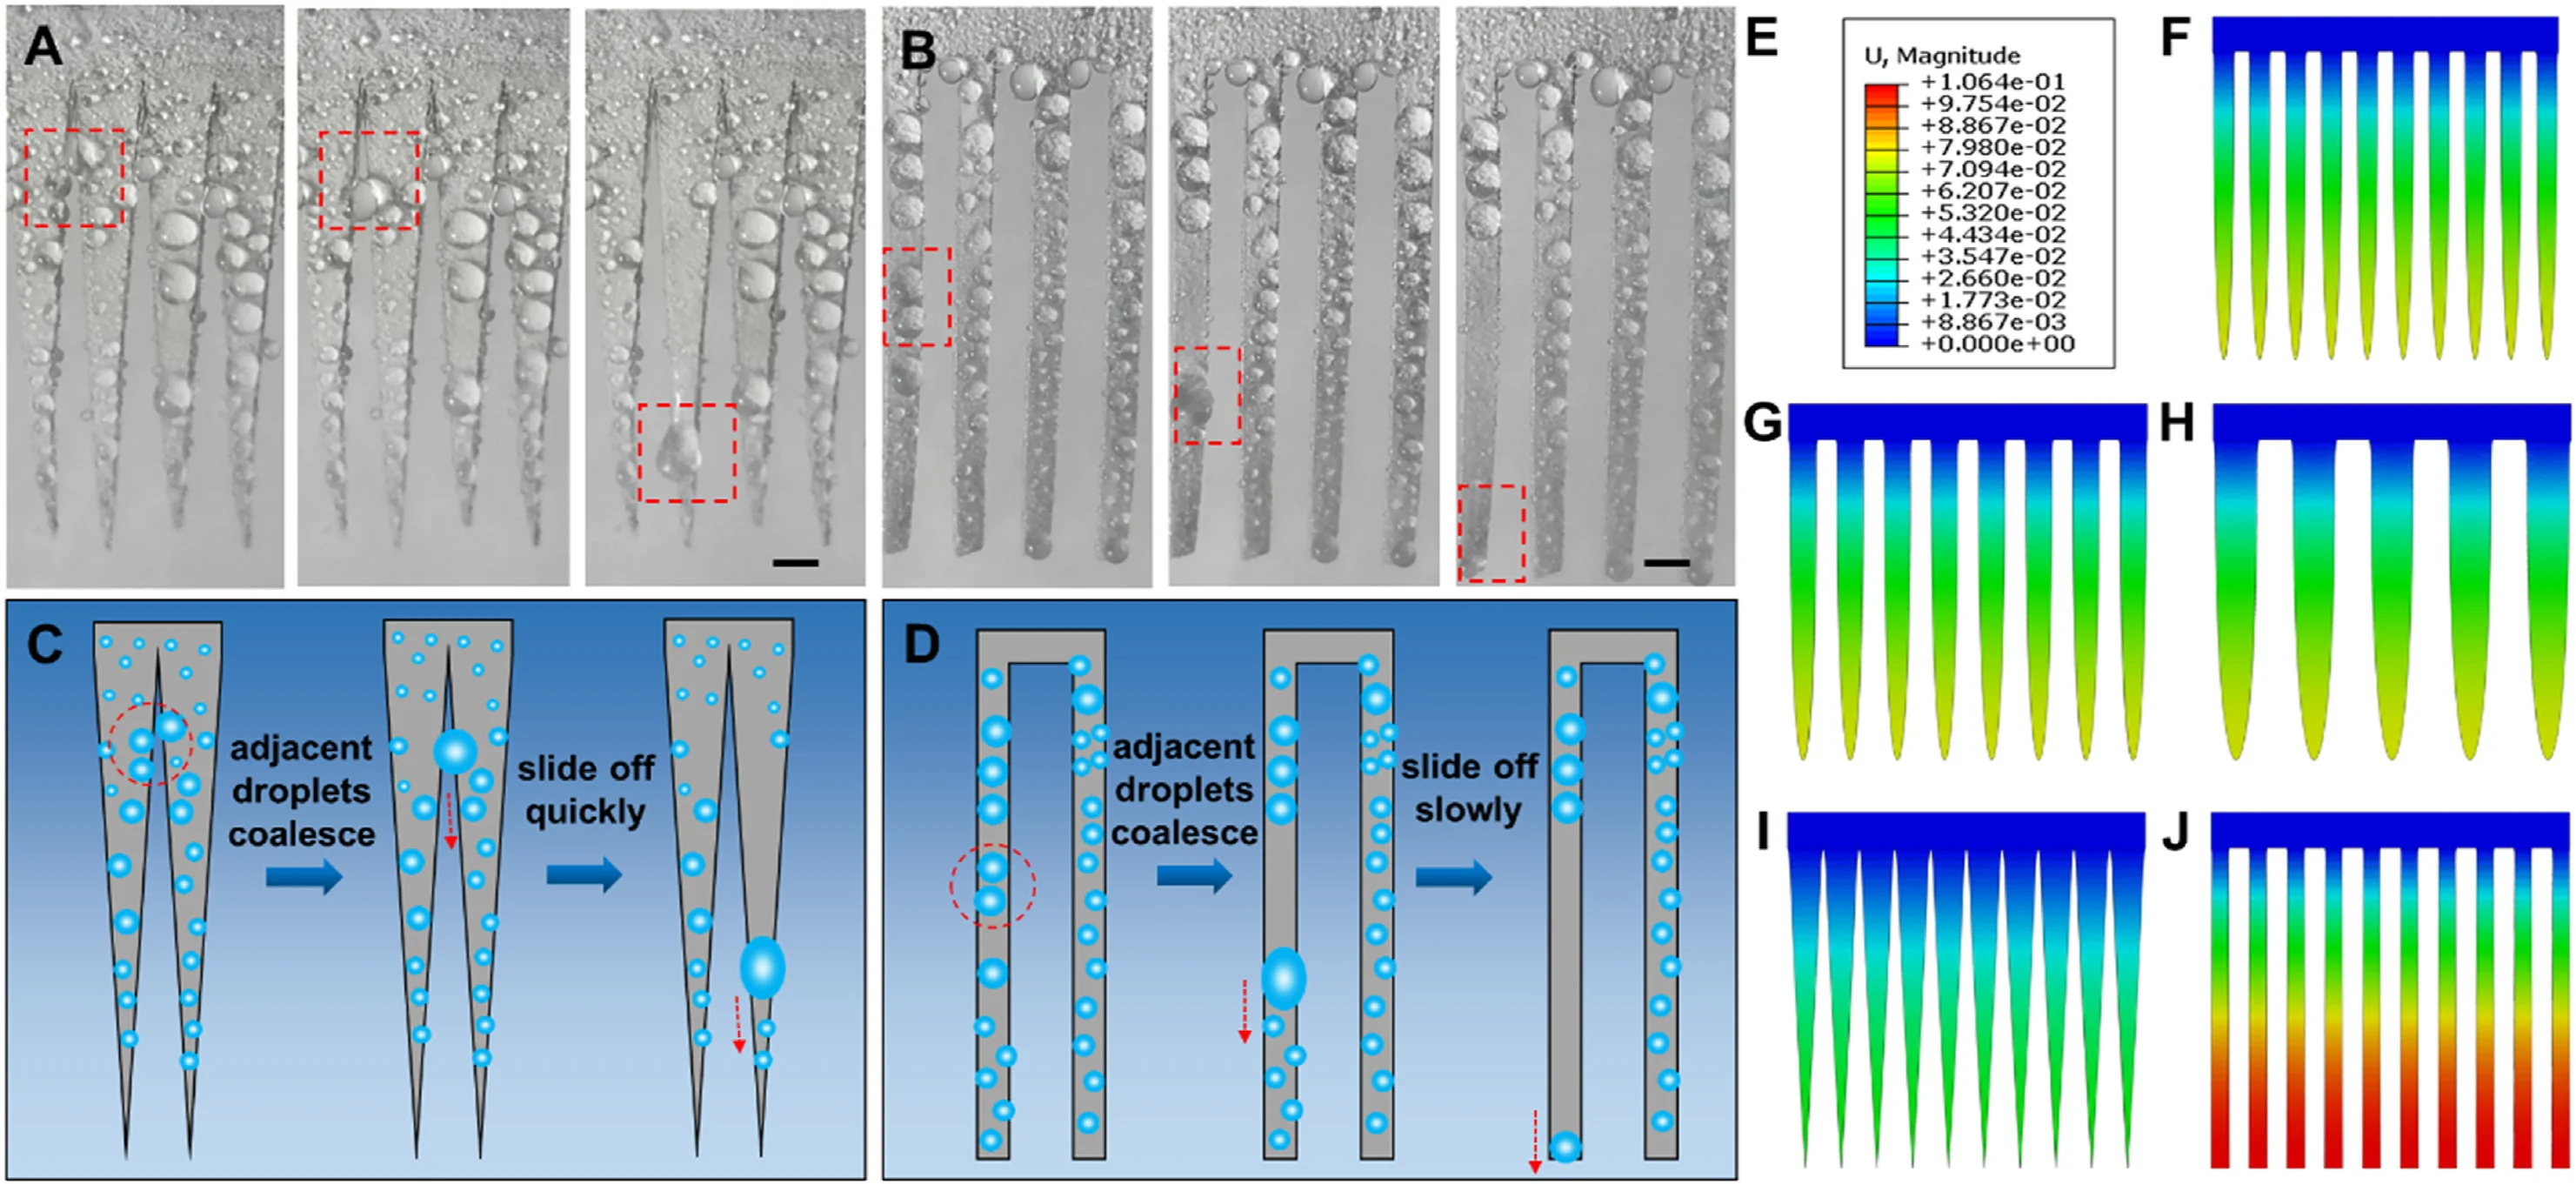 A
B
E
U, Magnitude
+1.064e-01
+9.754e-02
+8.867e-02
+7.980e-02
+7.094e-02
+6.207e-02
+5.320e-02
+4.434e-02
+3.547e-02
+2.660e-02
+1.773e-02
+8.867e-03
+0.000e+00
F
G
H
C
adjacent
droplets
coalesce
slide off
quickly
D
adjacent
droplets
coalesce
slide off
slowly
I
J